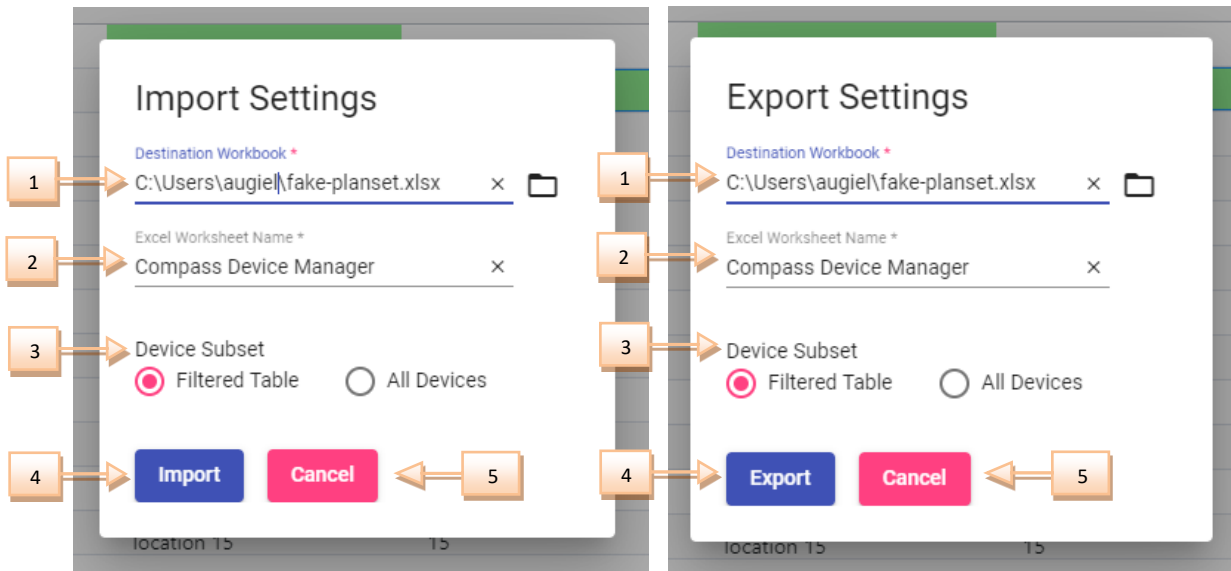 Import Settings
Destination Workbook *
1
C:\Users\augiel\fake-planset.xlsx ×
Excel Worksheet Name *
2
Compass Device Manager ×
3
Device Subset
Filtered Table All Devices
4
Import Cancel
5
location 15 15
Export Settings
Destination Workbook *
1
C:\Users\augiel\fake-planset.xlsx ×
Excel Worksheet Name *
2
Compass Device Manager ×
3
Device Subset
Filtered Table All Devices
4
Export Cancel
5
location 15 15